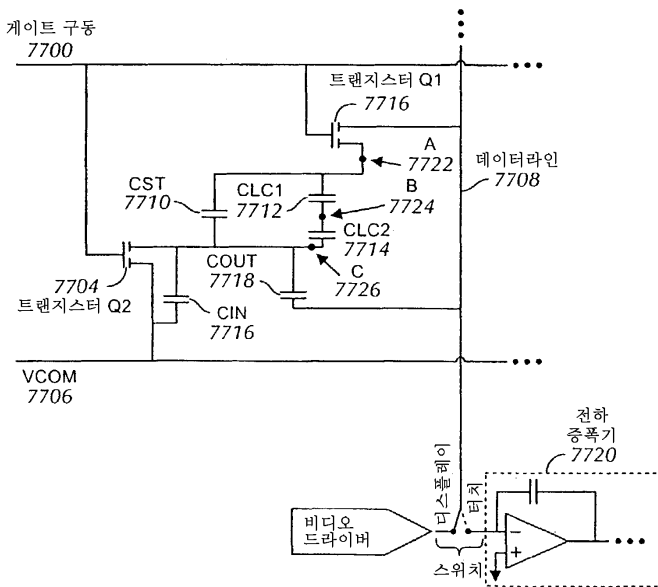 게이트 구동
7700
트랜지스터 Q1
7716
A
7722
데이터라인
7708
CST
7710
CLC1
7712
B
7724
CLC2
7714
7704
트랜지스터 Q2
COUT
7718
C
7726
CIN
7716
VCOM
7706
전하
증폭기
7720
디스플레이
터치
비디오
드라이버
스위치
−
+